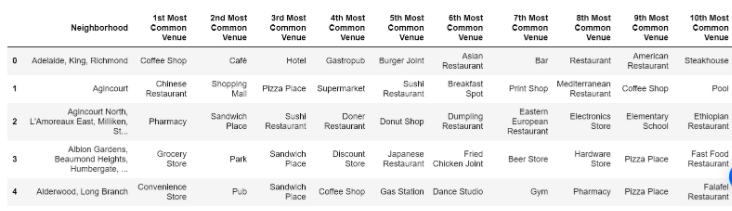 Neighborhood 1st Most Common Venue 2nd Most Common Venue 3rd Most Common Venue 4th Most Common Venue 5th Most Common Venue 6th Most Common Venue 7th Most Common Venue 8th Most Common Venue 9th Most Common Venue 10th Most Common Venue
0 Adelaide, King, Richmond Coffee Shop Café Hotel Gastropub Burger Joint Asian Restaurant Bar Restaurant American Restaurant Steakhouse
1 Agincourt Chinese Restaurant Shopping Mall Pizza Place Supermarket Sushi Restaurant Breakfast Spot Print Shop Mediterranean Restaurant Coffee Shop Pool
2 Agincourt North, L'Amoreaux East, Milliken, St... Pharmacy Sandwich Place Sushi Restaurant Doner Restaurant Donut Shop Dumpling Restaurant Eastern European Restaurant Electronics Store Elementary School Ethiopian Restaurant
3 Albion Gardens, Beaumond Heights, Humbergate, ... Grocery Store Park Sandwich Place Discount Store Japanese Restaurant Fried Chicken Joint Beer Store Hardware Store Pizza Place Fast Food Restaurant
4 Alderwood, Long Branch Convenience Store Pub Sandwich Place Coffee Shop Gas Station Dance Studio Gym Pharmacy Pizza Place Falafel Restaurant